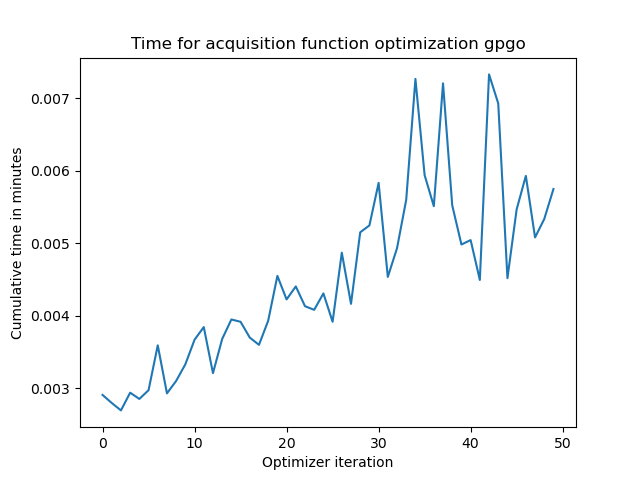 Time for acquisition function optimization gpgo
Cumulative time in minutes
0.007
0.006
0.005
0.004
0.003
0 10 20 30 40 50
Optimizer iteration